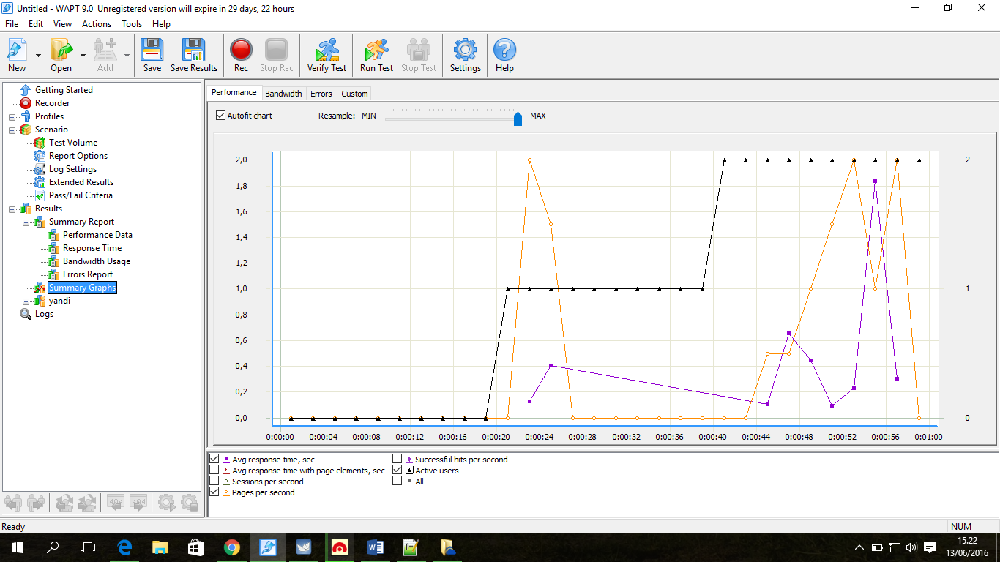 Untitled - WAPT 9.0  Unregistered version will expire in 29 days, 22 hours
File Edit View Actions Tools Help
New Open Add Save Save Results Rec Stop Rec Verify Test Run Test Stop Test Settings Help
Getting Started
Recorder
Profiles
Scenario
Test Volume
Report Options
Log Settings
Extended Results
Pass/Fail Criteria
Results
Summary Report
Performance Data
Response Time
Bandwidth Usage
Errors Report
Summary Graphs
yandi
Logs
Performance Bandwidth Errors Custom
Autofit chart Resample: MIN MAX
2,0 2
1,8
1,6
1,4
1,2
1,0 1
0,8
0,6
0,4
0,2
0,0 0
0:00:00 0:00:04 0:00:08 0:00:12 0:00:16 0:00:20 0:00:24 0:00:28 0:00:32 0:00:36 0:00:40 0:00:44 0:00:48 0:00:52 0:00:56 0:01:00
Avg response time, sec Successful hits per second
Avg response time with page elements, sec Active users
Sessions per second All
Pages per second
404 404
Ready NUM
15.22
13/06/2016